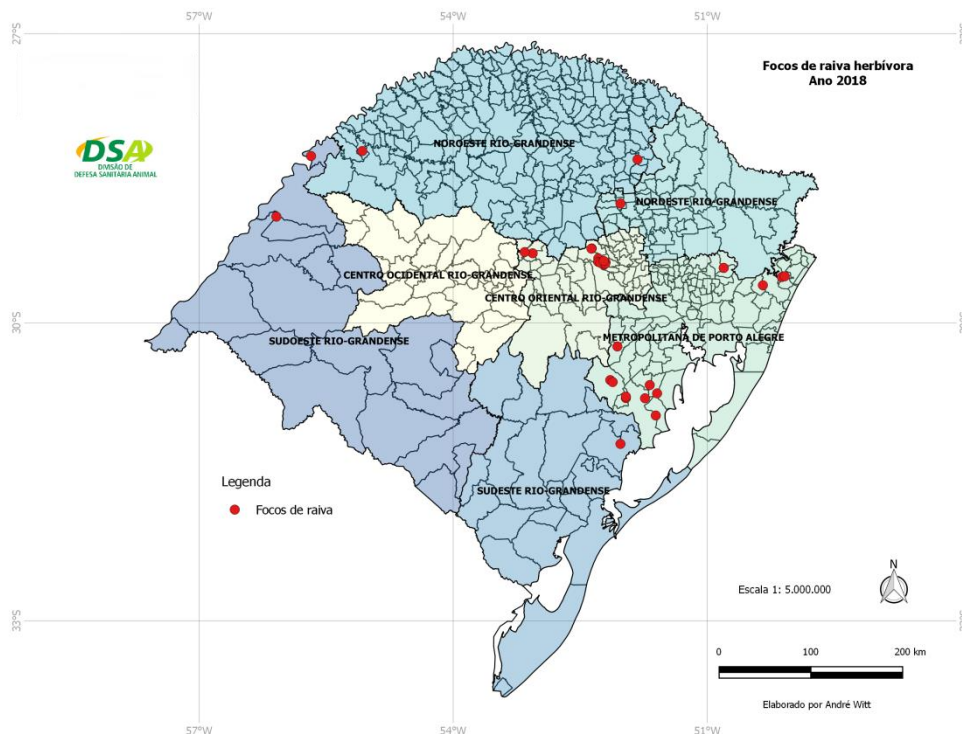 57°W 54°W 51°W
27°S
Focos de raiva herbívora
Ano 2018
DSA
DIVISÃO DE
DEFESA SANITÁRIA ANIMAL
NOROESTE RIO-GRANDENSE
NORDESTE RIO-GRANDENSE
CENTRO OCIDENTAL RIO-GRANDENSE
CENTRO ORIENTAL RIO-GRANDENSE
30°S
METROPOLITANA DE PORTO ALEGRE
SUDOESTE RIO-GRANDENSE
Legenda
Focos de raiva
SUDESTE RIO-GRANDENSE
N
Escala 1: 5.000.000
33°S
0 100 200 km
Elaborado por André Witt
57°W 54°W 51°W